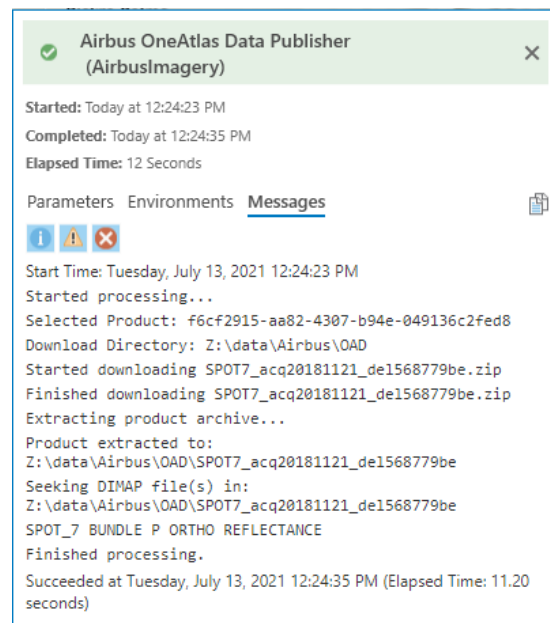 Airbus OneAtlas Data Publisher
(AirbusImagery)
Started: Today at 12:24:23 PM
Completed: Today at 12:24:35 PM
Elapsed Time: 12 Seconds
Parameters Environments Messages
Start Time: Tuesday, July 13, 2021 12:24:23 PM
Started processing...
Selected Product: f6cf2915-aa82-4307-b94e-049136c2fed8
Download Directory: Z:\data\Airbus\OAD
Started downloading SPOT7_acq20181121_del568779be.zip
Finished downloading SPOT7_acq20181121_del568779be.zip
Extracting product archive...
Product extracted to:
Z:\data\Airbus\OAD\SPOT7_acq20181121_del568779be
Seeking DIMAP file(s) in:
Z:\data\Airbus\OAD\SPOT7_acq20181121_del568779be
SPOT_7 BUNDLE P ORTHO REFLECTANCE
Finished processing.
Succeeded at Tuesday, July 13, 2021 12:24:35 PM (Elapsed Time: 11.20
seconds)